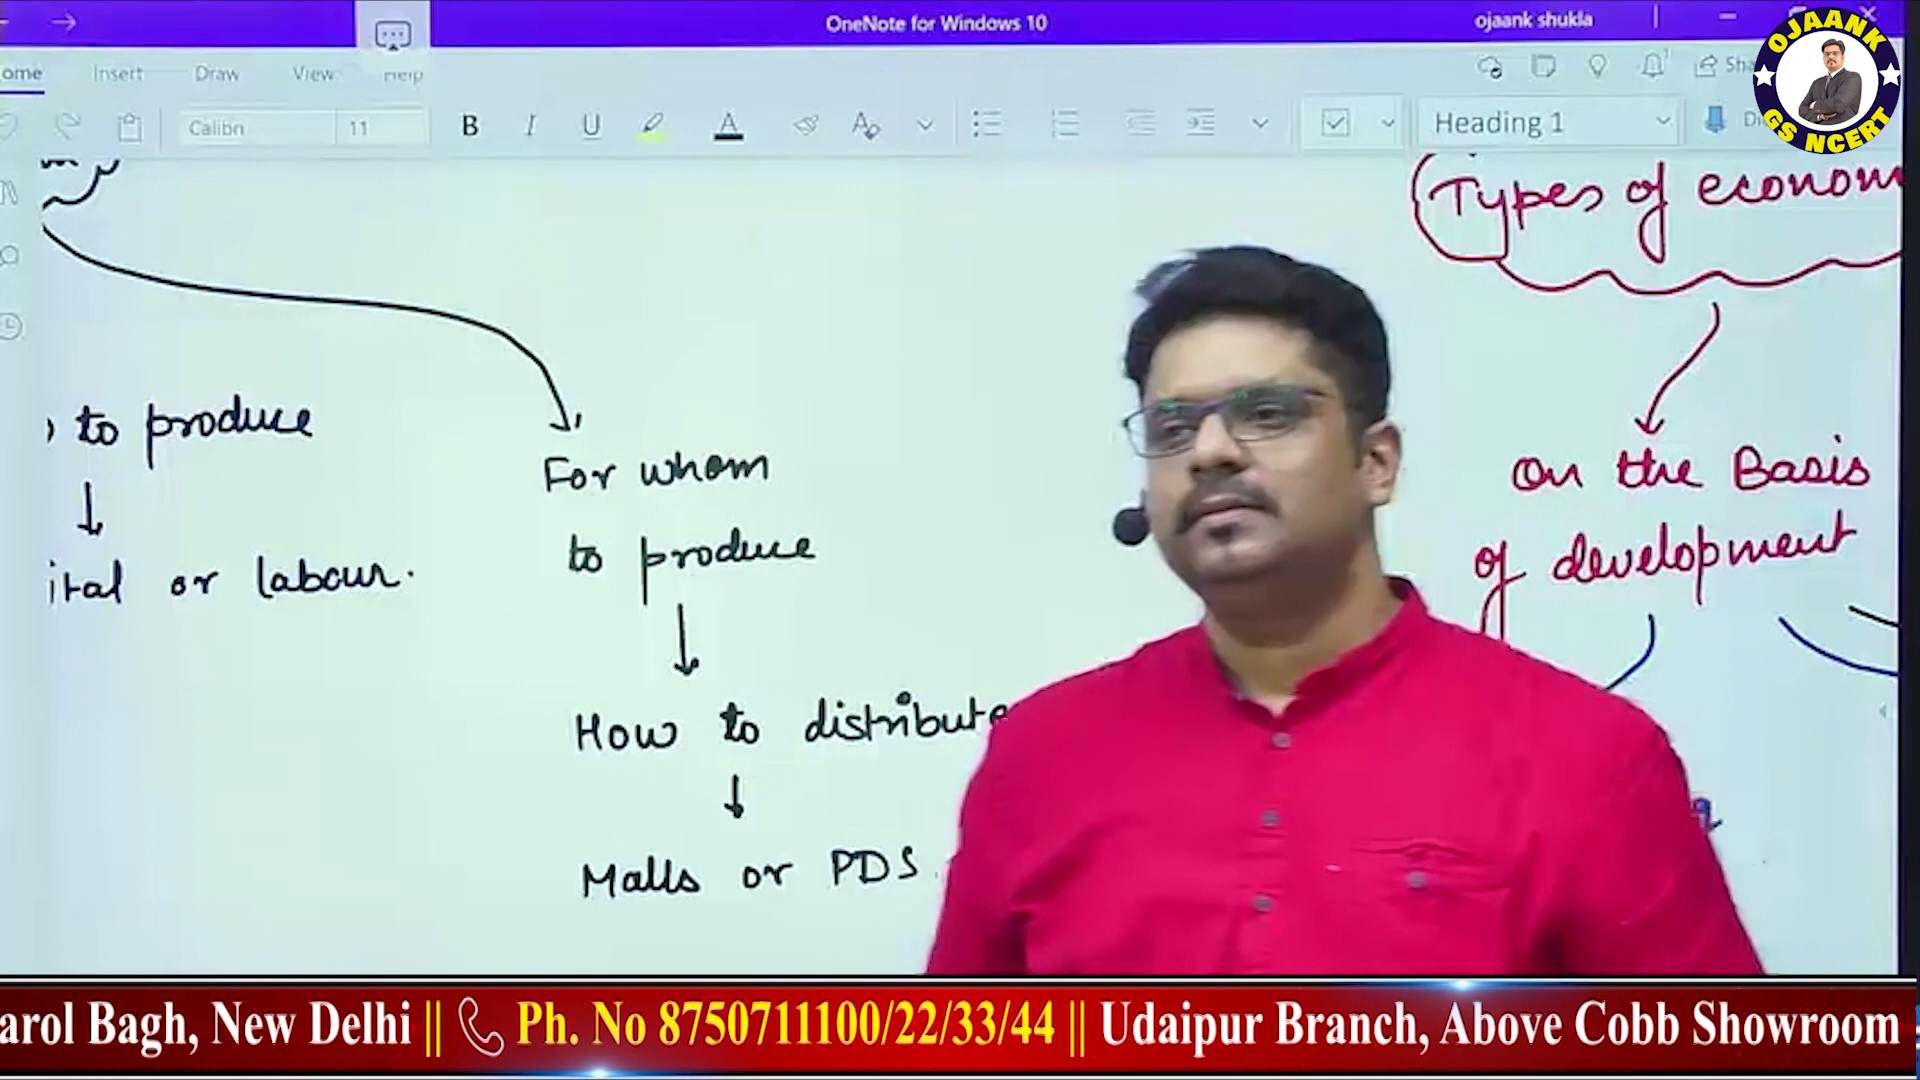 OneNote for Windows 10
ojaank shukla
ome
Insert
Draw
View
Help
Calibri
11
B
I
U
A
Heading 1
OJAANK
GS NCERT
to produce
ital or labour.
For whom
to produce
How to distribute
Malls or PDS
Types of econom
On the Basis
of development
arol Bagh, New Delhi || Ph. No 8750711100/22/33/44 || Udaipur Branch, Above Cobb Showroom